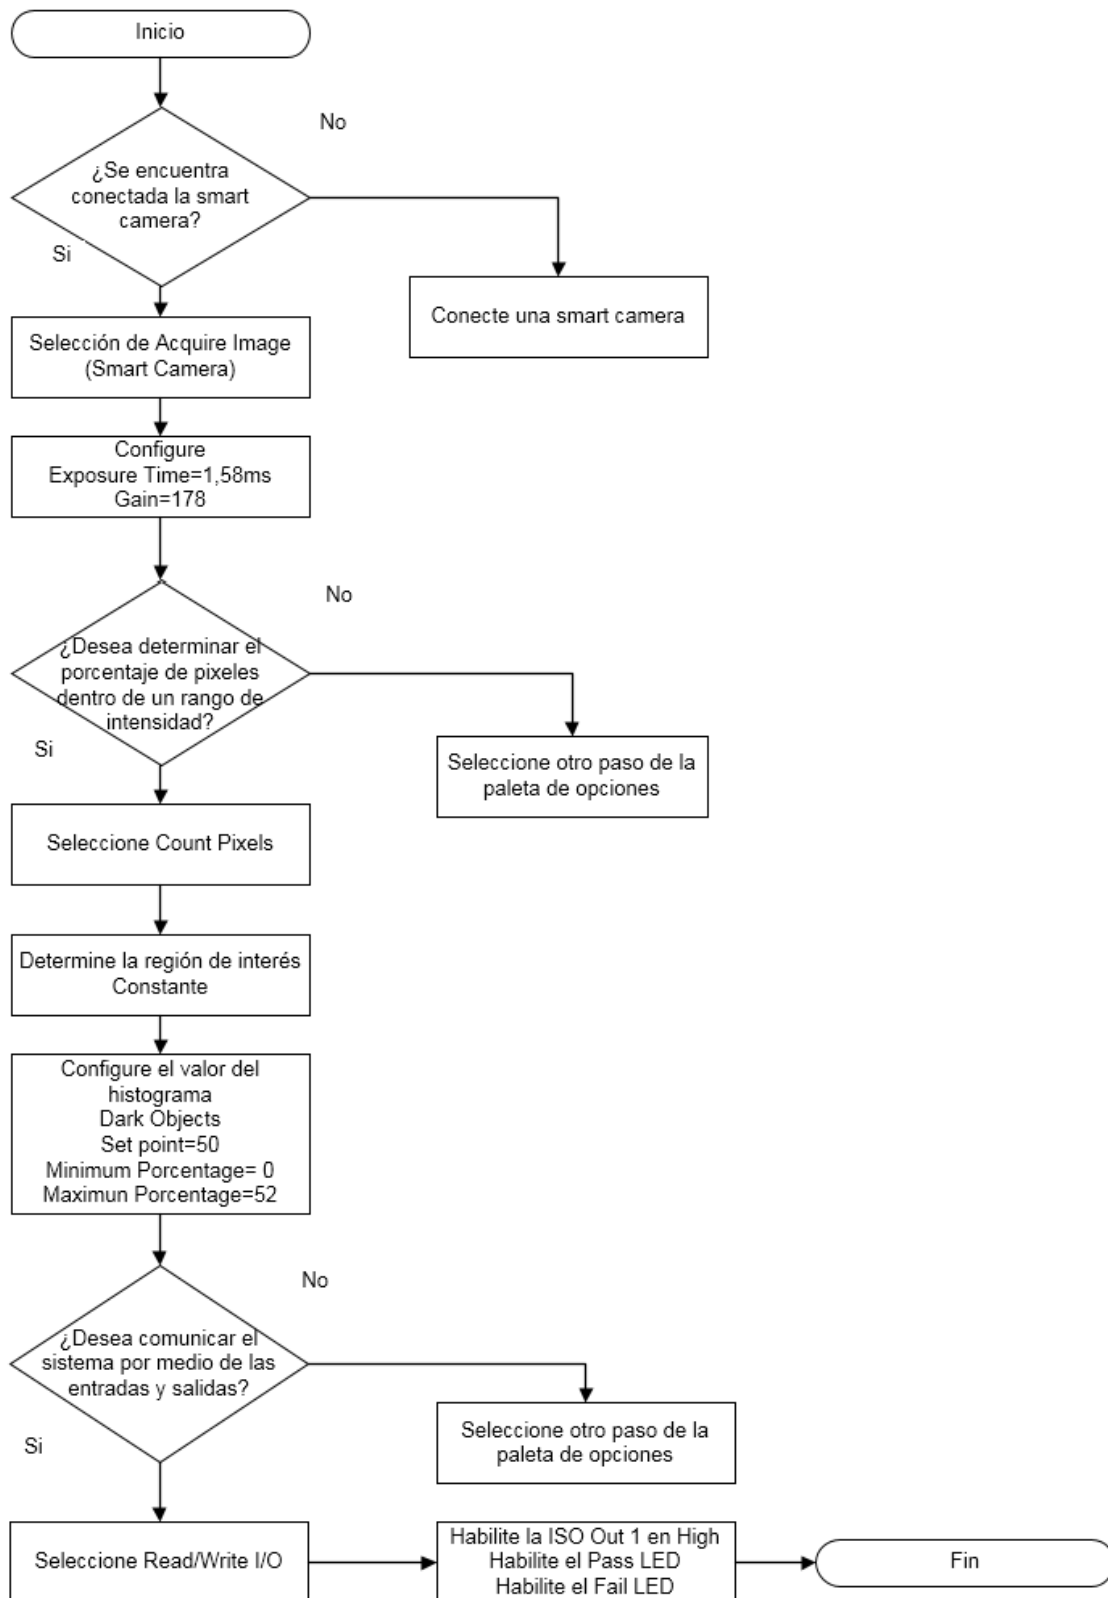 Inicio
No
¿Se encuentra
conectada la smart
camera?
Si
Conecte una smart camera
Selección de Acquire Image
(Smart Camera)
Configure
Exposure Time=1,58ms
Gain=178
No
¿Desea determinar el
porcentaje de pixeles
dentro de un rango de
intensidad?
Si
Seleccione otro paso de la
paleta de opciones
Seleccione Count Pixels
Determine la región de interés
Constante
Configure el valor del
histograma
Dark Objects
Set point=50
Minimum Porcentage= 0
Maximun Porcentage=52
No
¿Desea comunicar el
sistema por medio de las
entradas y salidas?
Si
Seleccione otro paso de la
paleta de opciones
Seleccione Read/Write I/O
Habilite la ISO Out 1 en High
Habilite el Pass LED
Habilite el Fail LED
Fin